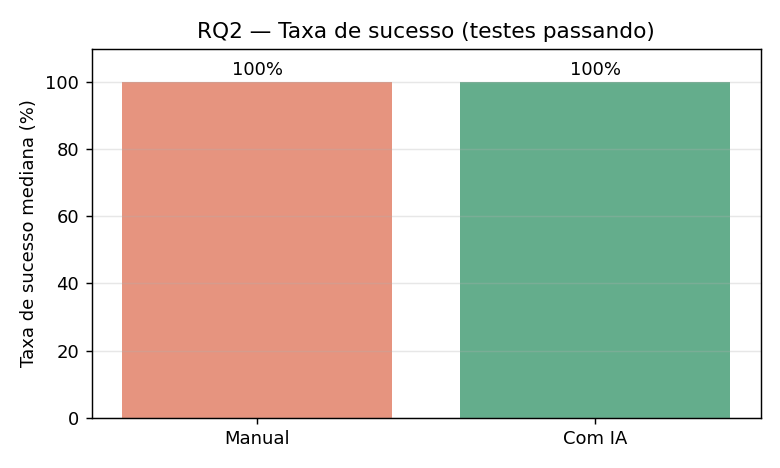 RQ2 — Taxa de sucesso (testes passando)
100%
100%
Taxa de sucesso mediana (%)
100
80
60
40
20
0
Manual
Com IA